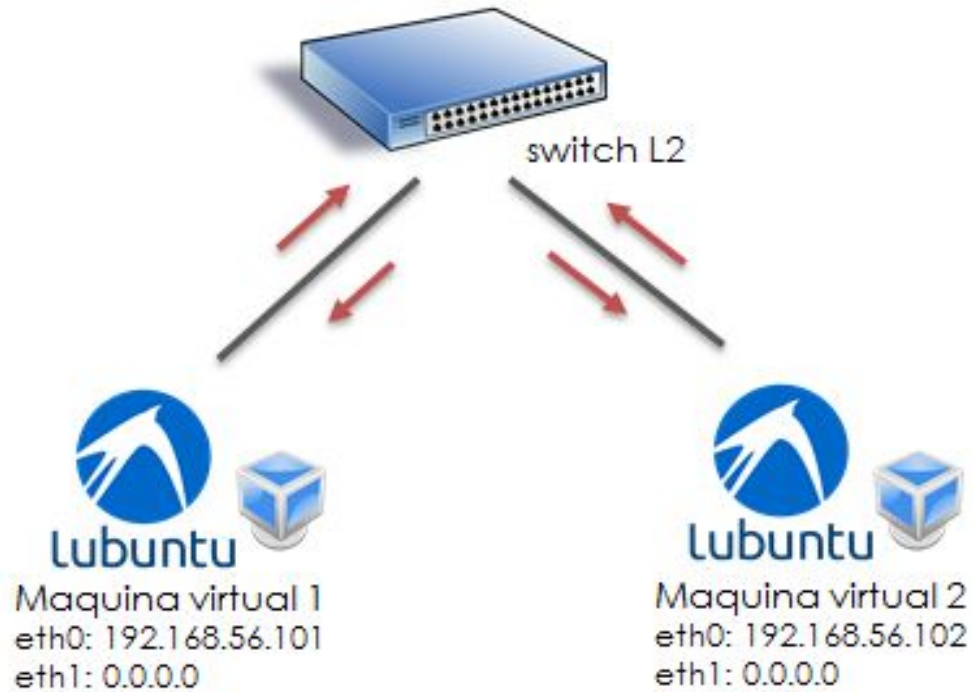 switch L2
lubuntu
Maquina virtual 1
eth0: 192.168.56.101
eth1: 0.0.0.0
lubuntu
Maquina virtual 2
eth0: 192.168.56.102
eth1: 0.0.0.0